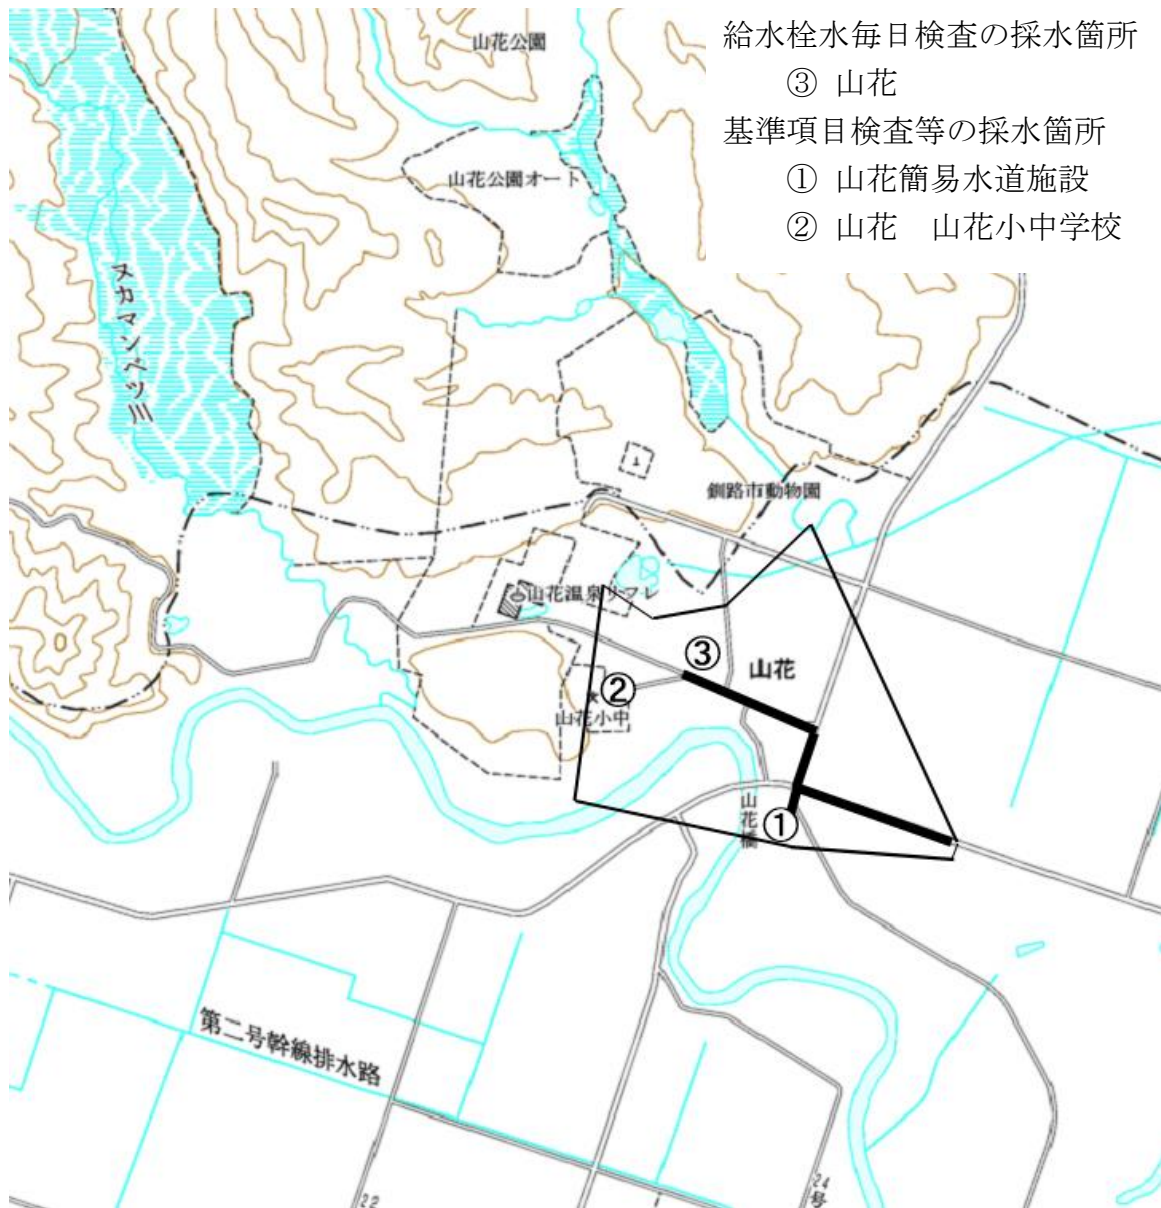 給水栓水毎日検査の採水箇所
③ 山花
基準項目検査等の採水箇所
① 山花簡易水道施設
② 山花　山花小中学校
山花公園
山花公園オート
ヌカマンベツ川
釧路市動物園
山花温泉リフレ
③
山花
②
山花小中
山花橋
①
第二号幹線排水路
22
24号